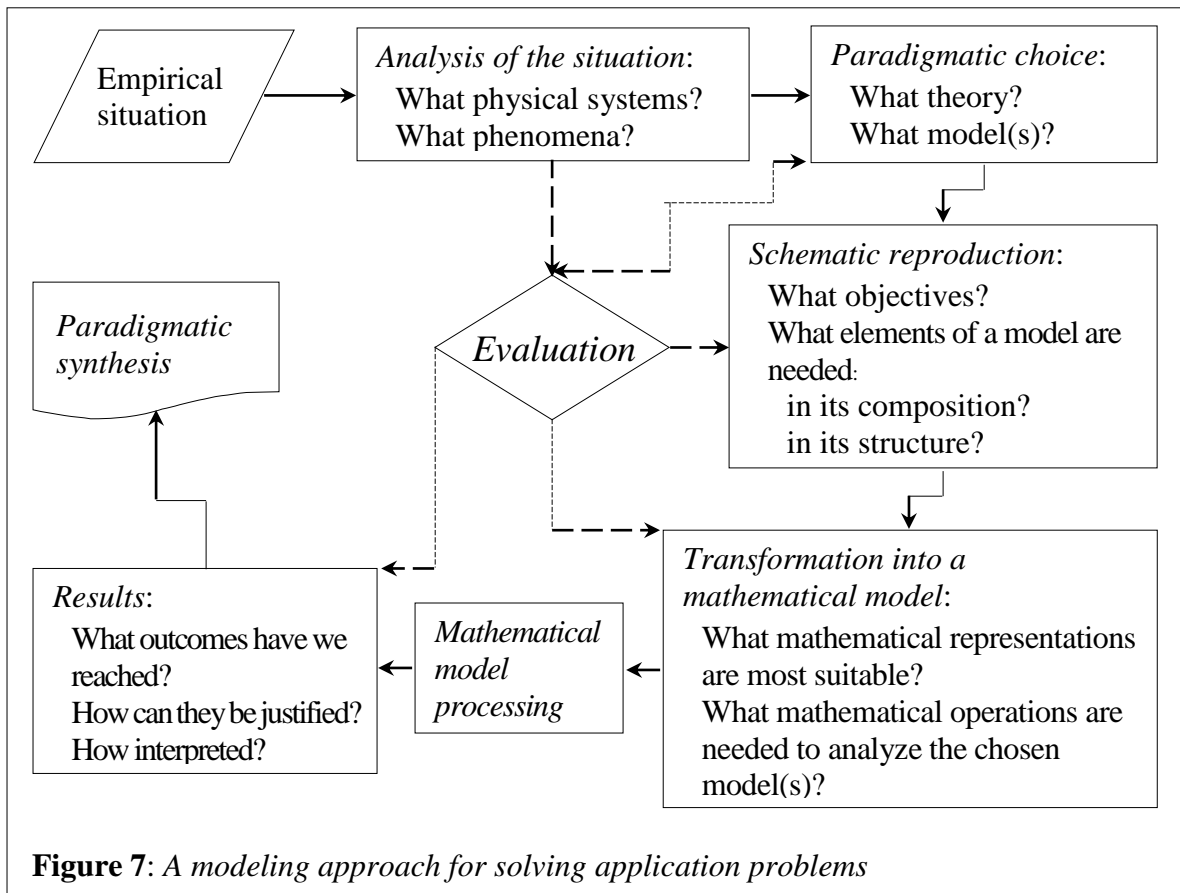 Empirical
situation
Analysis of the situation:
What physical systems?
What phenomena?
Paradigmatic choice:
What theory?
What model(s)?
Schematic reproduction:
What objectives?
What elements of a model are
needed:
in its composition?
in its structure?
Evaluation
Paradigmatic
synthesis
Transformation into a
mathematical model:
What mathematical representations
are most suitable?
What mathematical operations are
needed to analyze the chosen
model(s)?
Mathematical
model
processing
Results:
What outcomes have we
reached?
How can they be justified?
How interpreted?
Figure 7: A modeling approach for solving application problems